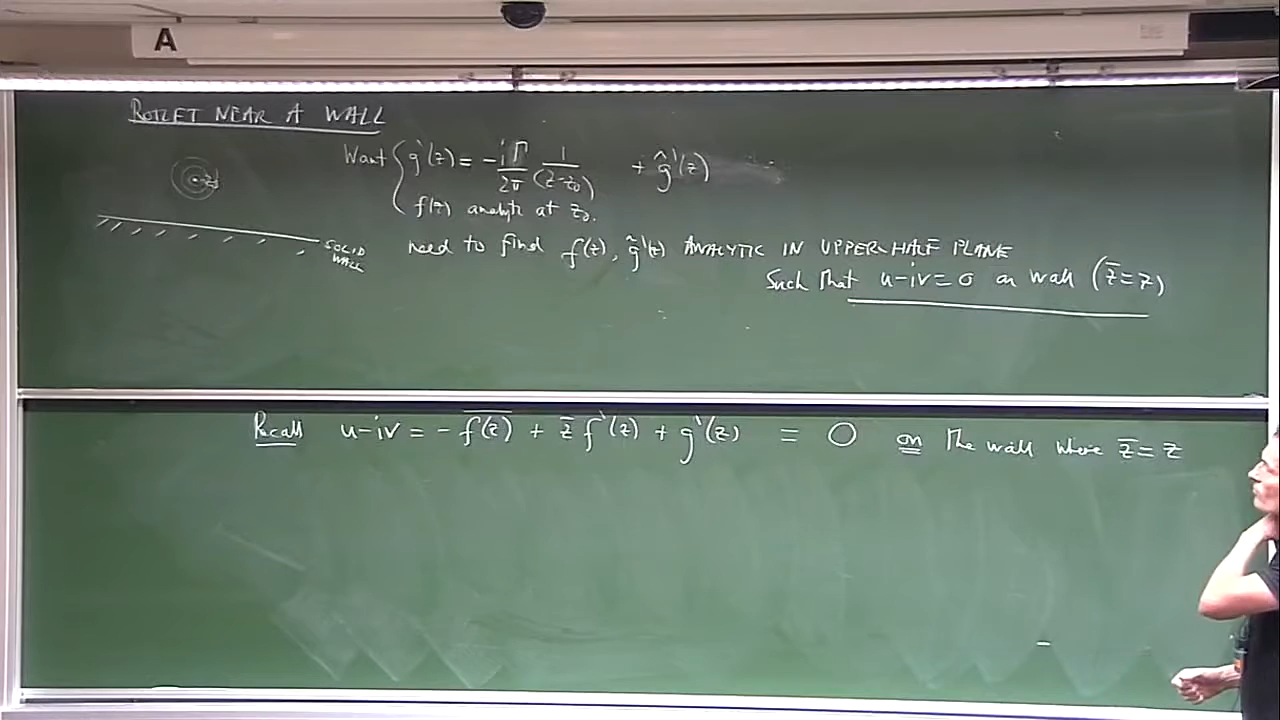 A
ROTLET NEAR A WALL
Want { g'(z) = -iΓ/2π 1/(z-z₀) + ĝ'(z)
f(z) analytic at z₀.
SOLID WALL
need to find f(z), ĝ'(z) ANALYTIC IN UPPER HALF PLANE
Such that u-iv=0 on wall (z̅=z)
Recall u-iv = - \overline{f(z)} + z̅ f'(z) + g'(z) = 0 on the wall where z̅=z